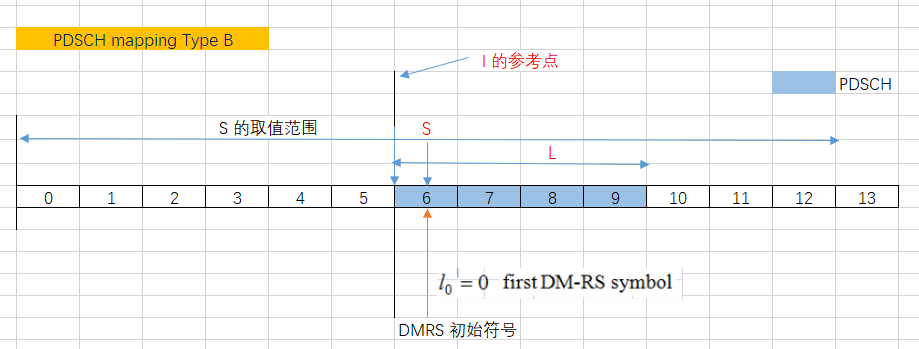 PDSCH mapping Type B
l 的参考点
PDSCH
S 的取值范围
S
L
0 1 2 3 4 5 6 7 8 9 10 11 12 13
l₀ = 0 first DM-RS symbol
DMRS 初始符号